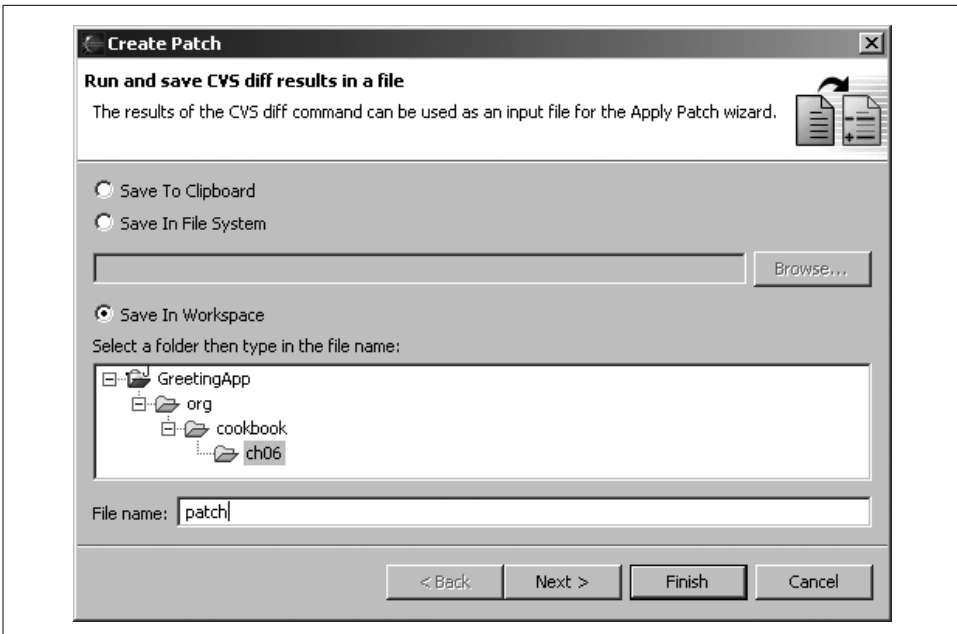 Create Patch
Run and save CVS diff results in a file
The results of the CVS diff command can be used as an input file for the Apply Patch wizard.
Save To Clipboard
Save In File System
Browse...
Save In Workspace
Select a folder then type in the file name:
GreetingApp
org
cookbook
ch06
File name: patch
< Back Next > Finish Cancel